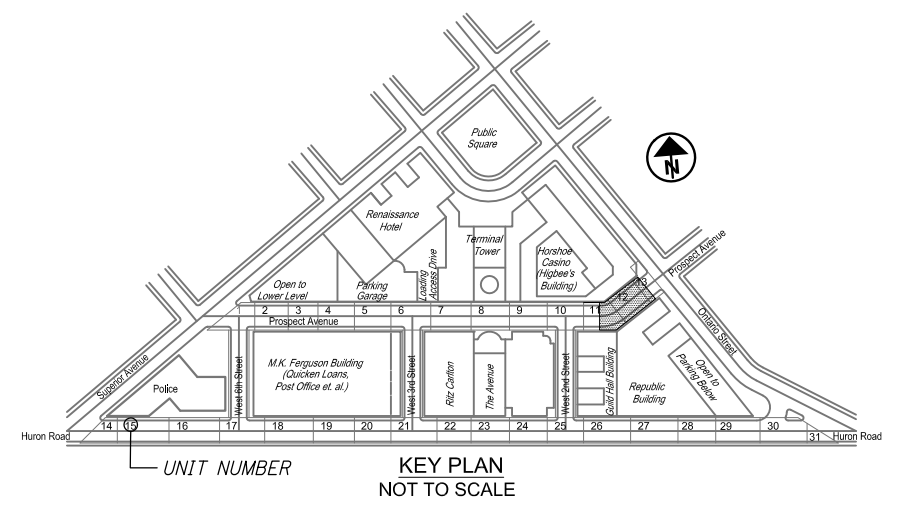 Public
Square
N
Renaissance
Hotel
Terminal
Tower
Horshoe
Casino
(Higbee's
Building)
Loading
Access Drive
Parking
Garage
Open to
Lower Level
Prospect Avenue
1 2 3 4 5 6 7 8 9 10 11 12 13
Prospect Avenue
Superior Avenue
Ontario Street
Police
West 6th Street
M.K. Ferguson Building
(Quicken Loans,
Post Office et. al.)
West 3rd Street
Ritz Carlton
The Avenue
West 2nd Street
Guild Hall Building
Republic
Building
Open to
Parking Below
Huron Road
14 15 16 17 18 19 20 21 22 23 24 25 26 27 28 29 30 31
Huron Road
UNIT NUMBER
KEY PLAN
NOT TO SCALE